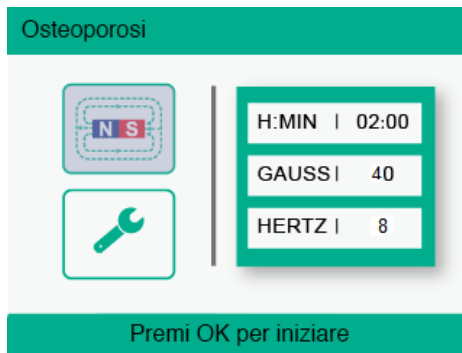 Osteoporosi
N S
H:MIN | 02:00
GAUSS | 40
HERTZ | 8
Premi OK per iniziare